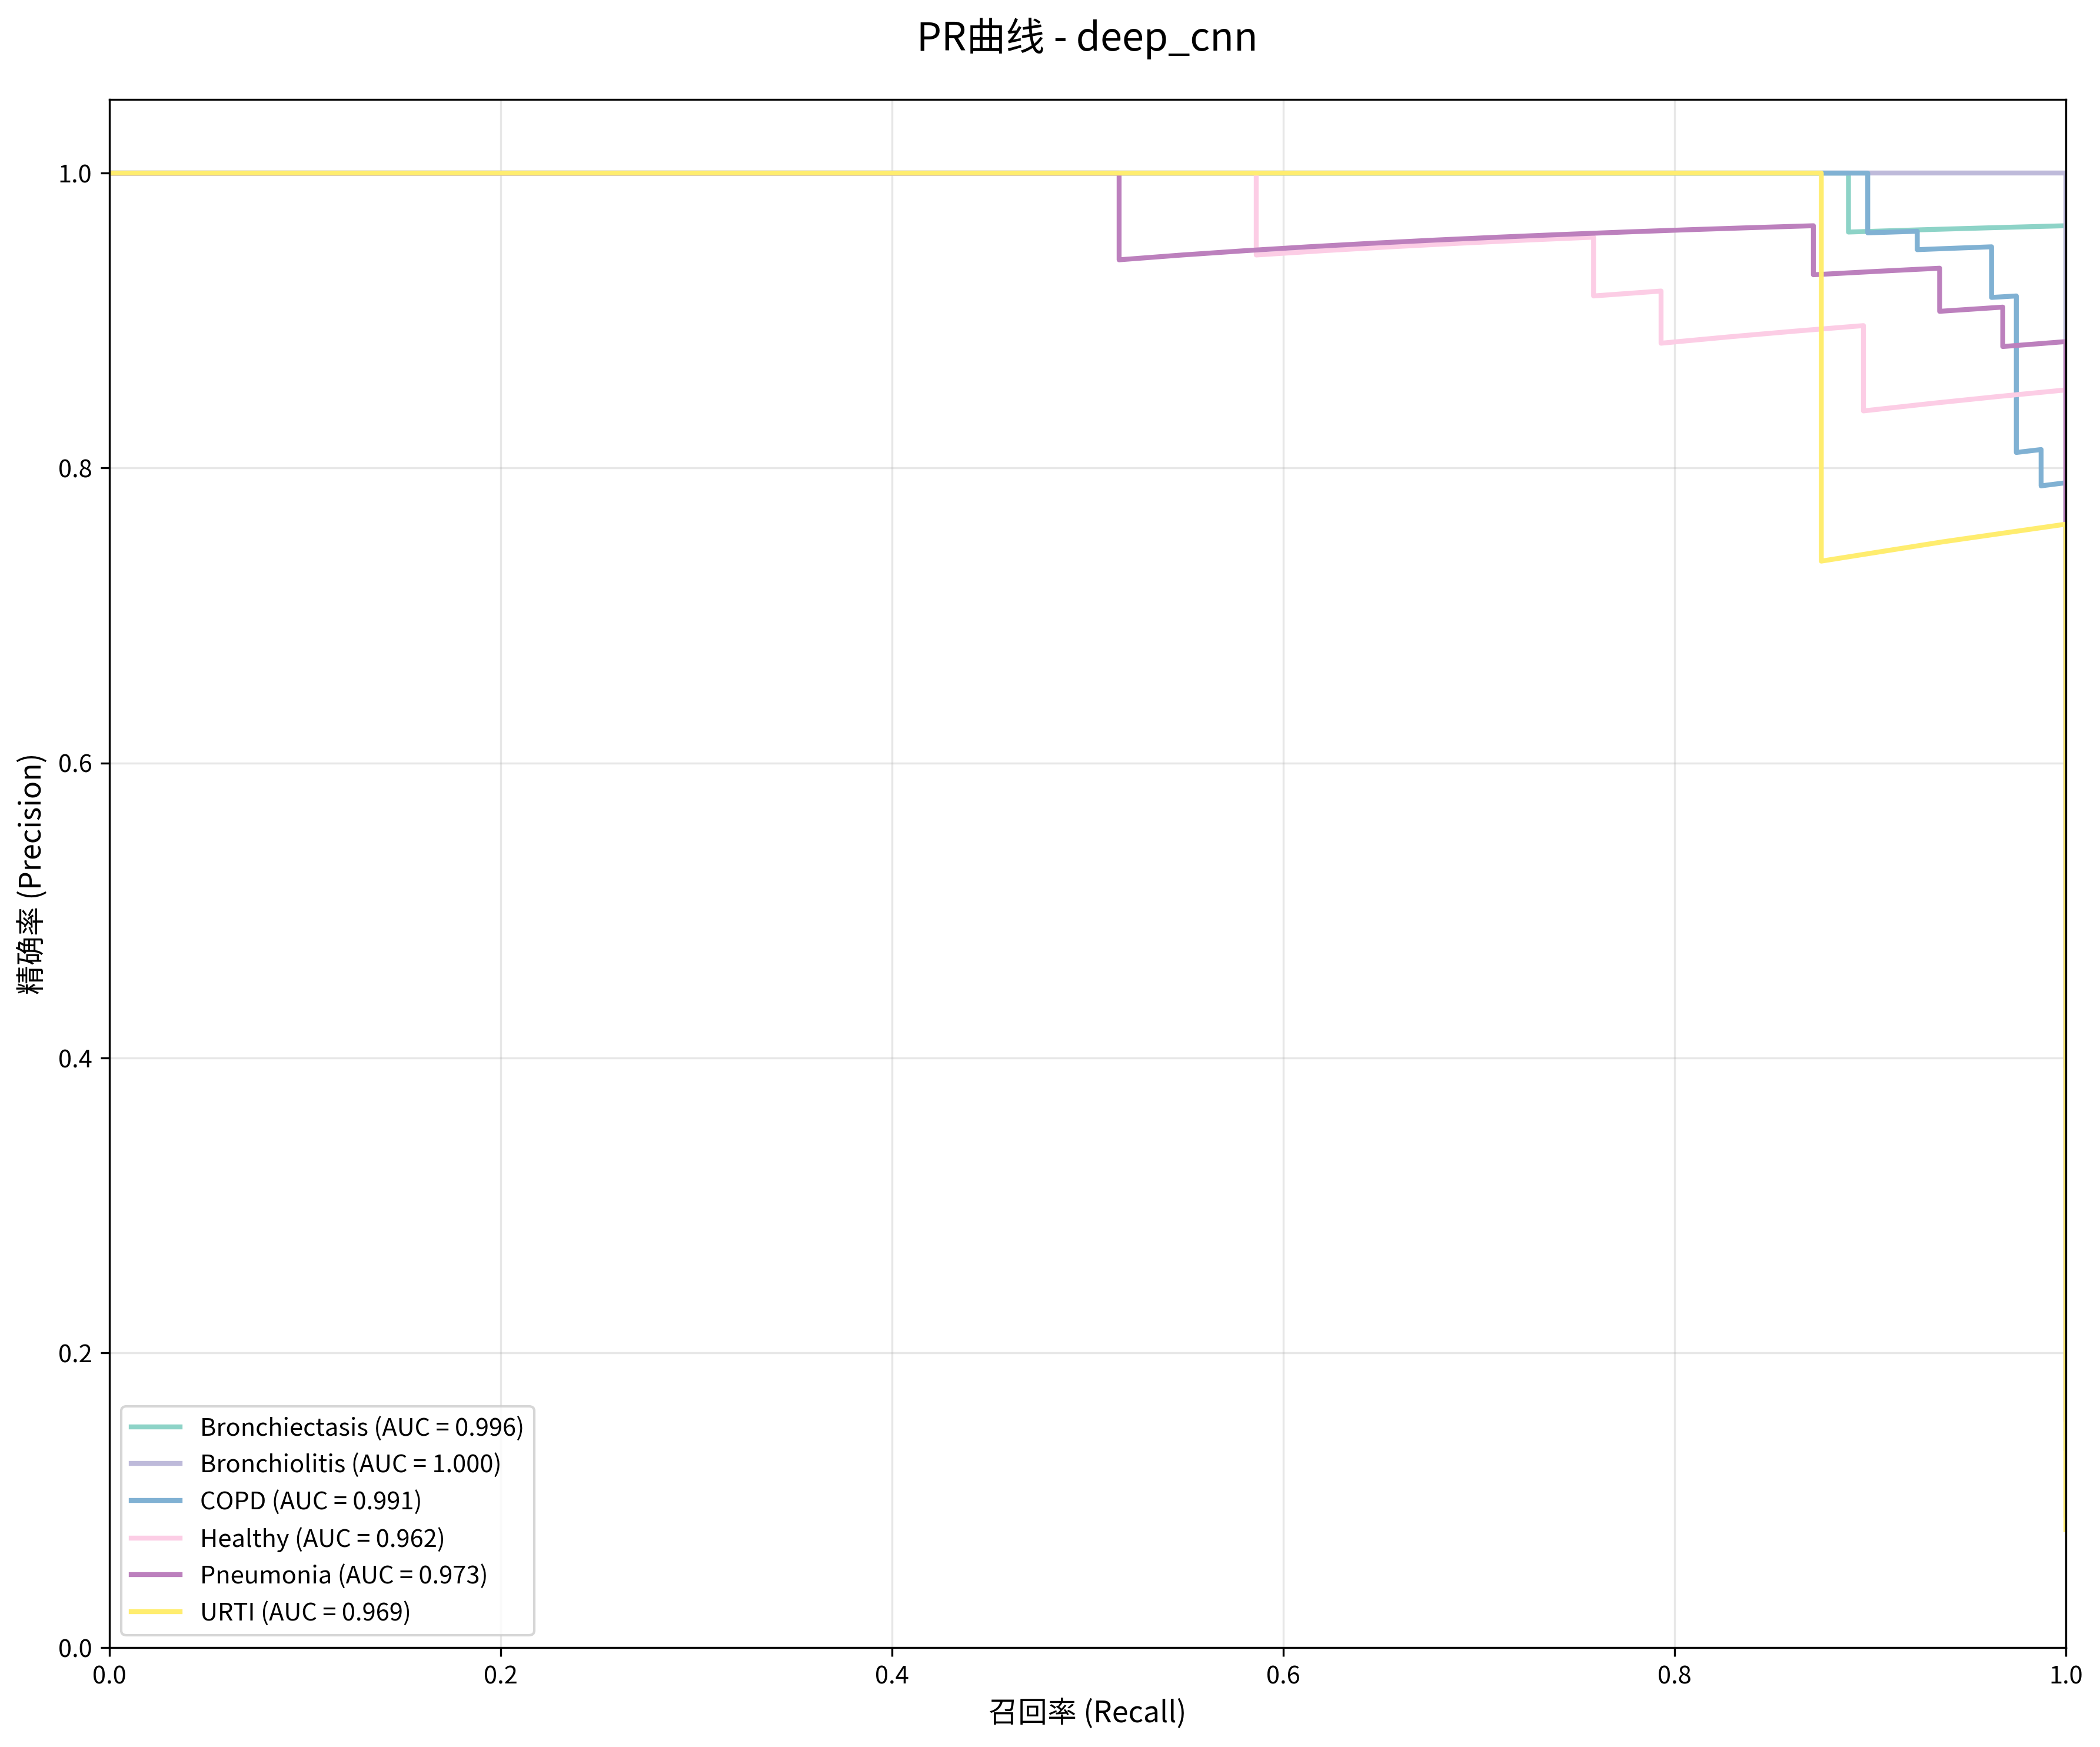 PR曲线 - deep_cnn
1.0
0.8
0.6
0.4
0.2
0.0
精确率 (Precision)
Bronchiectasis (AUC = 0.996)
Bronchiolitis (AUC = 1.000)
COPD (AUC = 0.991)
Healthy (AUC = 0.962)
Pneumonia (AUC = 0.973)
URTI (AUC = 0.969)
0.0 0.2 0.4 0.6 0.8 1.0
召回率 (Recall)